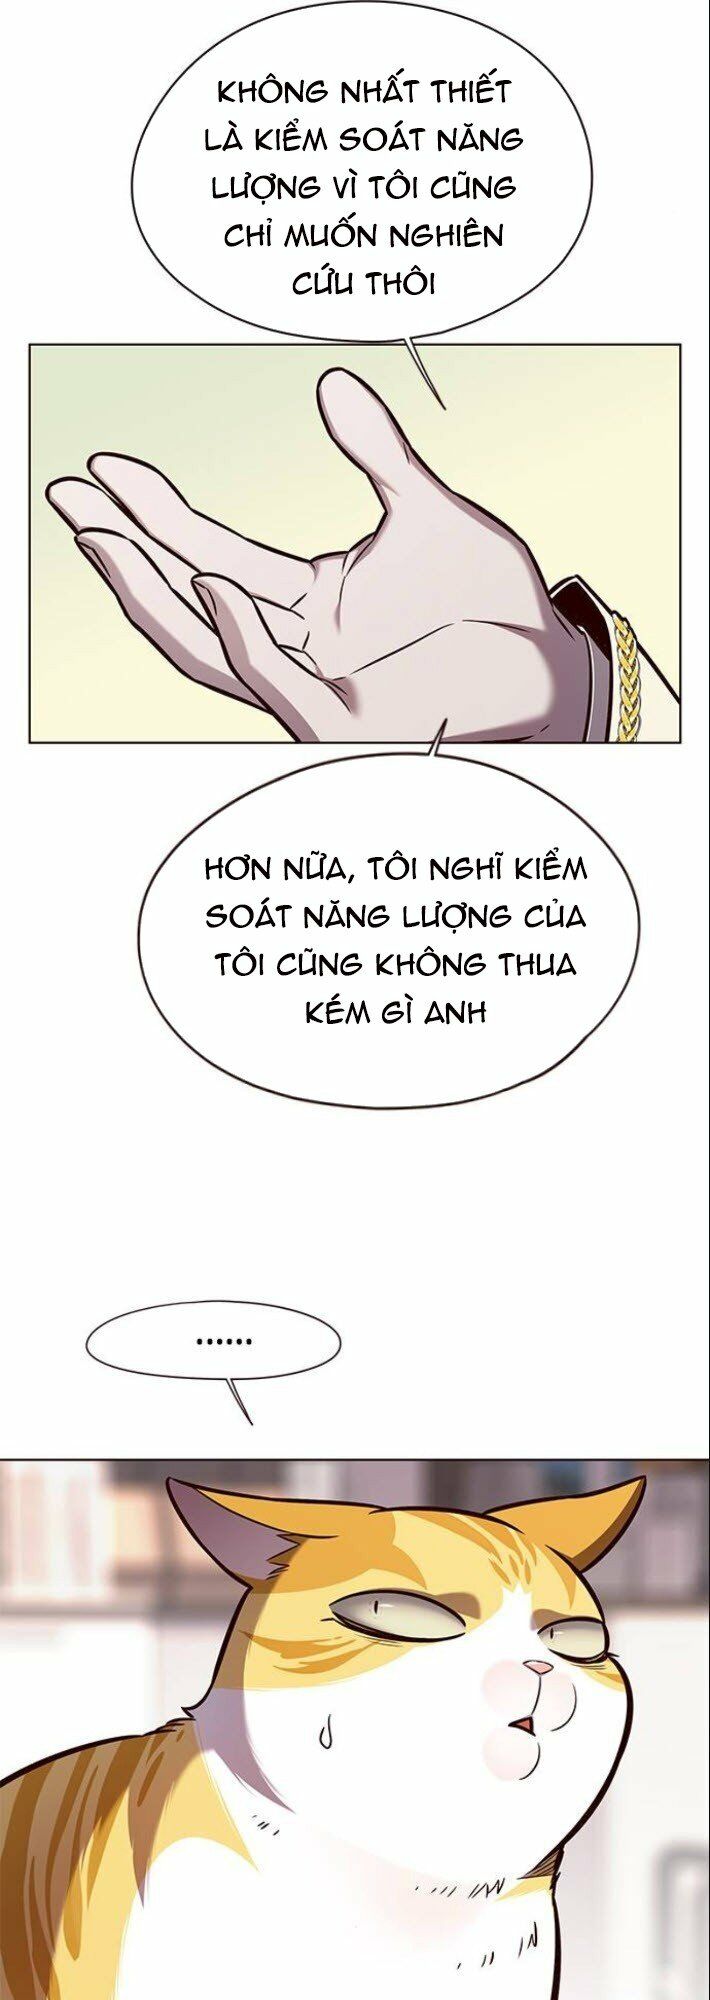 KHÔNG NHẤT THIẾT
LÀ KIỂM SOÁT NĂNG
LƯỢNG VÌ TÔI CŨNG
CHỈ MUỐN NGHIÊN
CỨU THÔI
HƠN NỮA, TÔI NGHĨ KIỂM
SOÁT NĂNG LƯỢNG CỦA
TÔI CŨNG KHÔNG THUA
KÉM GÌ ANH
......